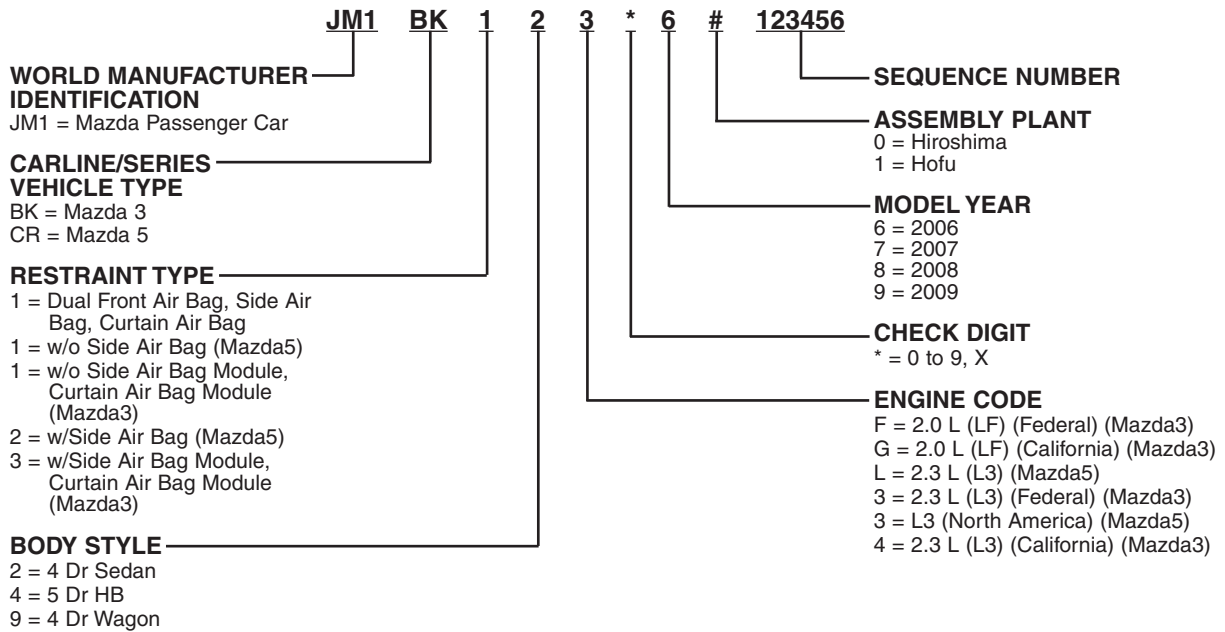 JM1 BK 1 2 3 * 6 # 123456
WORLD MANUFACTURER
IDENTIFICATION
JM1 = Mazda Passenger Car
CARLINE/SERIES
VEHICLE TYPE
BK = Mazda 3
CR = Mazda 5
RESTRAINT TYPE
1 = Dual Front Air Bag, Side Air
Bag, Curtain Air Bag
1 = w/o Side Air Bag (Mazda5)
1 = w/o Side Air Bag Module,
Curtain Air Bag Module
(Mazda3)
2 = w/Side Air Bag (Mazda5)
3 = w/Side Air Bag Module,
Curtain Air Bag Module
(Mazda3)
BODY STYLE
2 = 4 Dr Sedan
4 = 5 Dr HB
9 = 4 Dr Wagon
SEQUENCE NUMBER
ASSEMBLY PLANT
0 = Hiroshima
1 = Hofu
MODEL YEAR
6 = 2006
7 = 2007
8 = 2008
9 = 2009
CHECK DIGIT
* = 0 to 9, X
ENGINE CODE
F = 2.0 L (LF) (Federal) (Mazda3)
G = 2.0 L (LF) (California) (Mazda3)
L = 2.3 L (L3) (Mazda5)
3 = 2.3 L (L3) (Federal) (Mazda3)
3 = L3 (North America) (Mazda5)
4 = 2.3 L (L3) (California) (Mazda3)